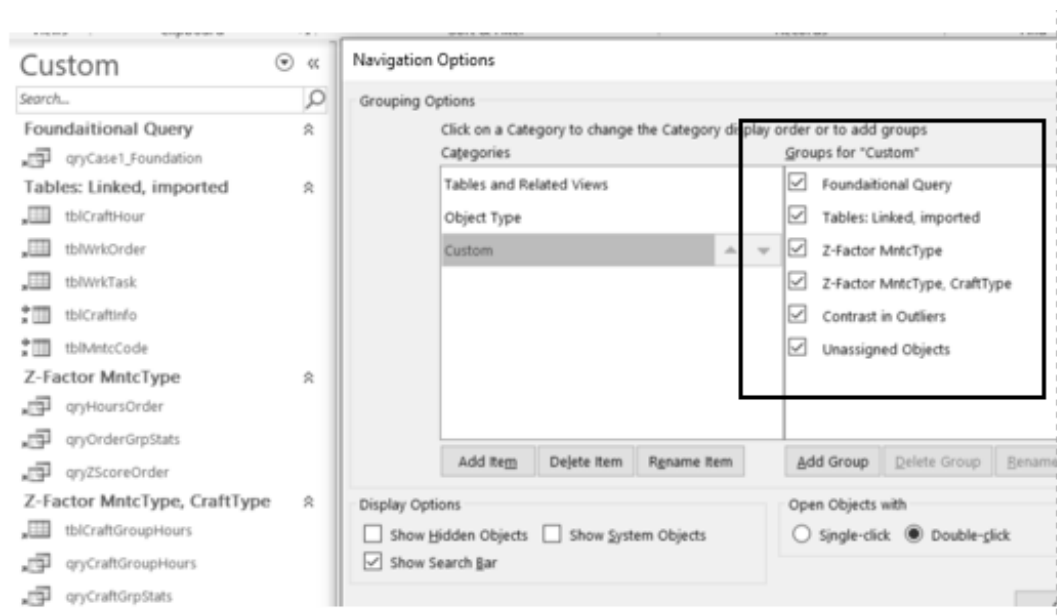 Custom
Search...
Foundaitional Query
qryCase1_Foundation
Tables: Linked, imported
tblCraftHour
tblWrkOrder
tblWrkTask
tblCraftInfo
tblMntcCode
Z-Factor MntcType
qryHoursOrder
qryOrderGrpStats
qryZScoreOrder
Z-Factor MntcType, CraftType
tblCraftGroupHours
qryCraftGroupHours
qryCraftGrpStats
Navigation Options
Grouping Options
Click on a Category to change the Category display order or to add groups
Categories
Tables and Related Views
Object Type
Custom
Groups for "Custom"
Foundaitional Query
Tables: Linked, imported
Z-Factor MntcType
Z-Factor MntcType, CraftType
Contrast in Outliers
Unassigned Objects
Add Item Delete Item Rename Item
Add Group Delete Group Rename
Display Options
Show Hidden Objects Show System Objects
Show Search Bar
Open Objects with
Single-click Double-click